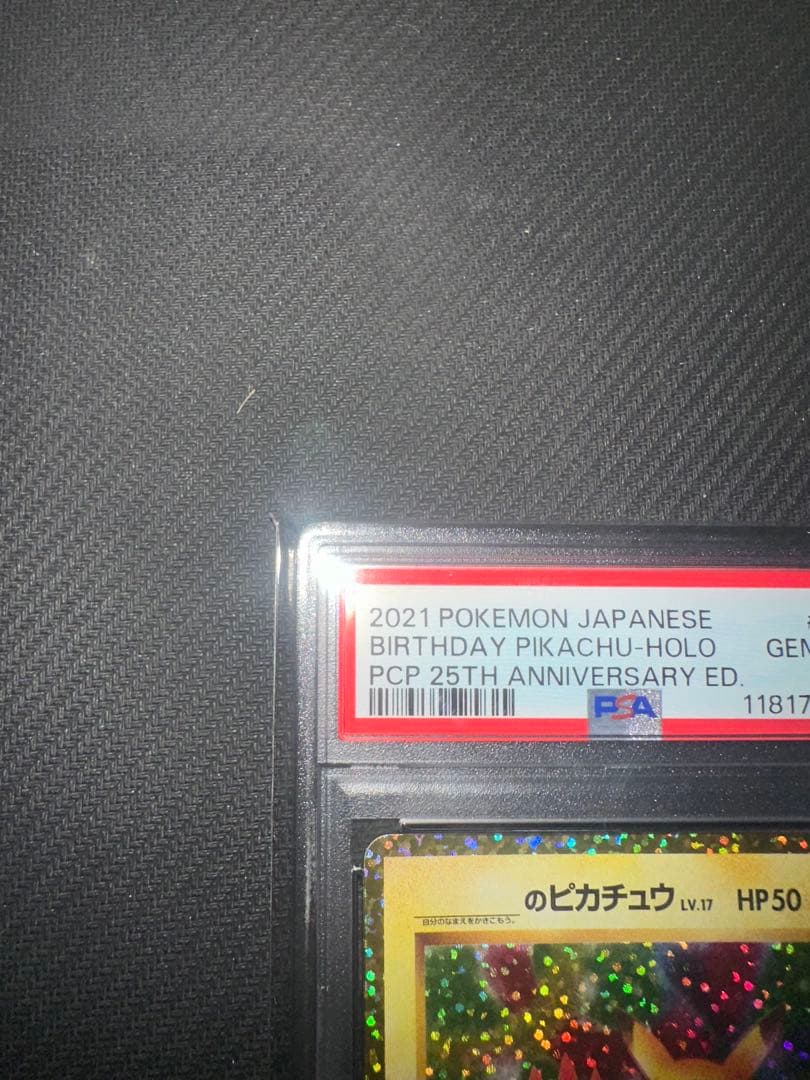 2021 POKEMON JAPANESE
BIRTHDAY PIKACHU-HOLO GEM
PCP 25TH ANNIVERSARY ED.
PSA 11817
のピカチュウ LV.17 HP50
自分のなまえをかきこもう。